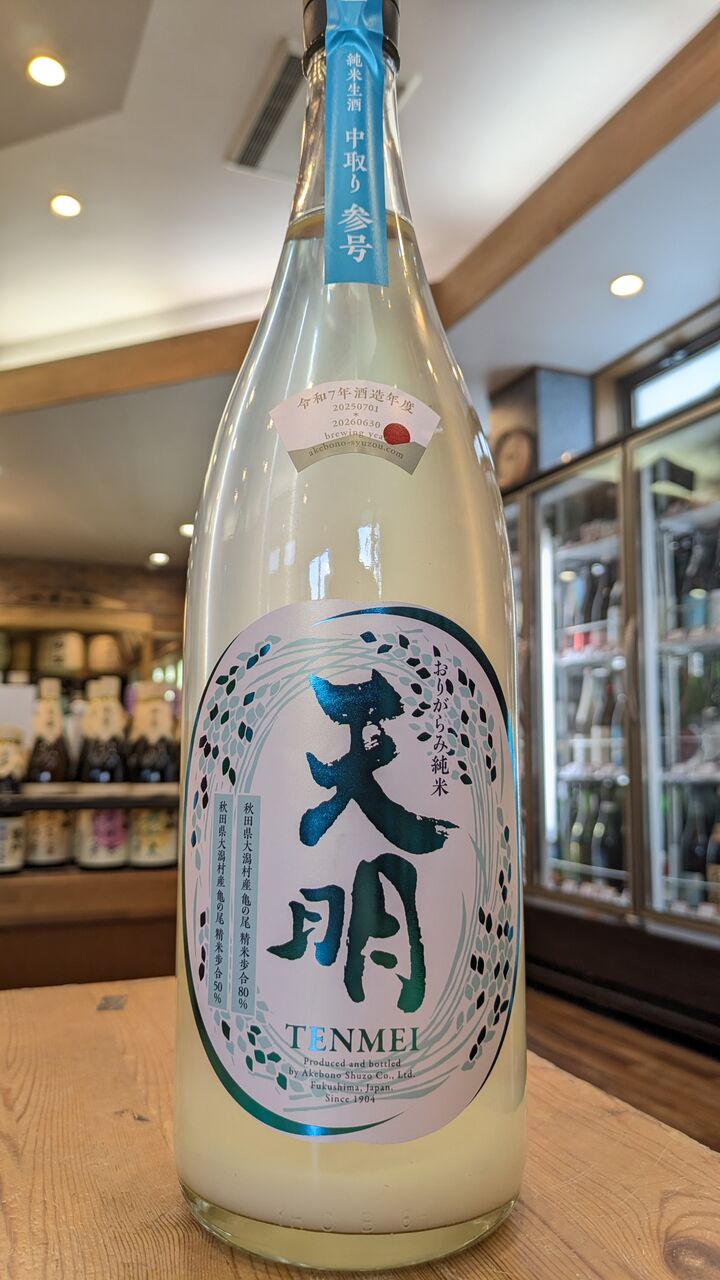 純米生酒 中取り 参号
令和7年酒造年度
20250701
*
20260630
brewing yea
akebono-syuzou.com
おりがらみ純米
天明
秋田県大潟村産 亀の尾 精米歩合80%
秋田県大潟村産 亀の尾 精米歩合50%
TENMEI
Produced and bottled
by Akebono Shuzo Co., Ltd.
Fukushima, Japan.
Since 1904